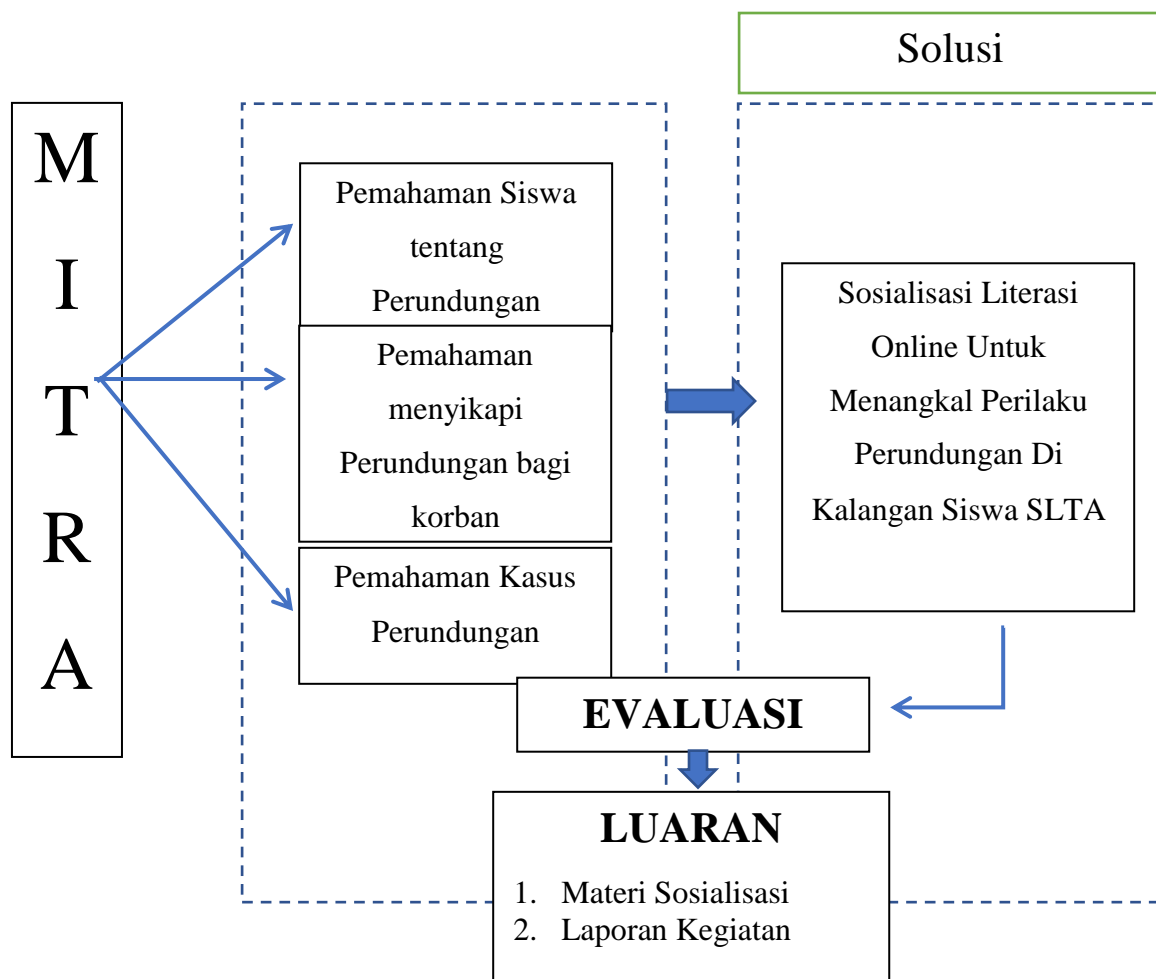 Solusi
M
I
T
R
A
Pemahaman Siswa
tentang
Perundungan
Pemahaman
menyikapi
Perundungan bagi
korban
Pemahaman Kasus
Perundungan
Sosialisasi Literasi
Online Untuk
Menangkal Perilaku
Perundungan Di
Kalangan Siswa SLTA
EVALUASI
LUARAN
1. Materi Sosialisasi
2. Laporan Kegiatan